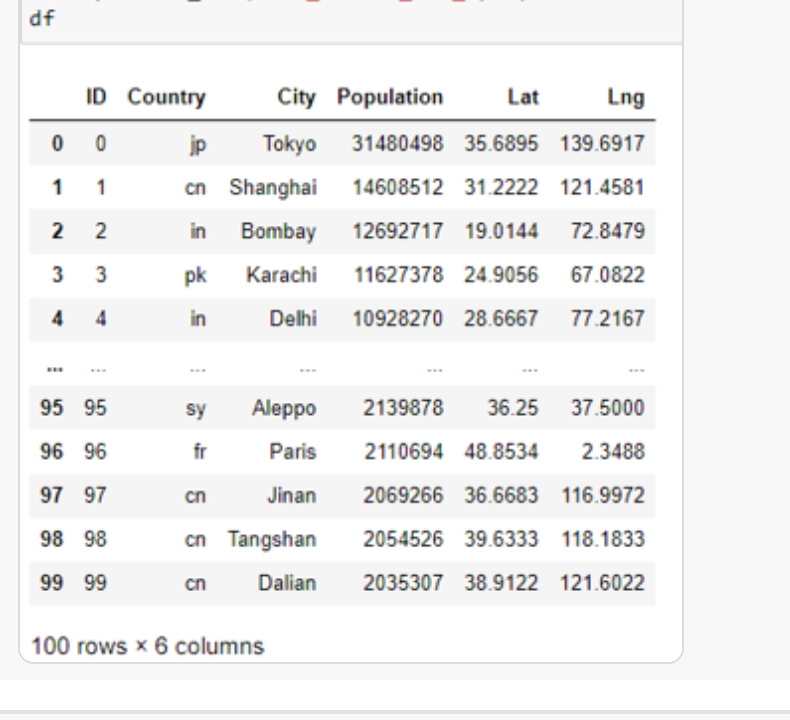 df
ID Country City Population Lat Lng
0 0 jp Tokyo 31480498 35.6895 139.6917
1 1 cn Shanghai 14608512 31.2222 121.4581
2 2 in Bombay 12692717 19.0144 72.8479
3 3 pk Karachi 11627378 24.9056 67.0822
4 4 in Delhi 10928270 28.6667 77.2167
... ... ... ... ... ... ...
95 95 sy Aleppo 2139878 36.25 37.5000
96 96 fr Paris 2110694 48.8534 2.3488
97 97 cn Jinan 2069266 36.6683 116.9972
98 98 cn Tangshan 2054526 39.6333 118.1833
99 99 cn Dalian 2035307 38.9122 121.6022
100 rows × 6 columns